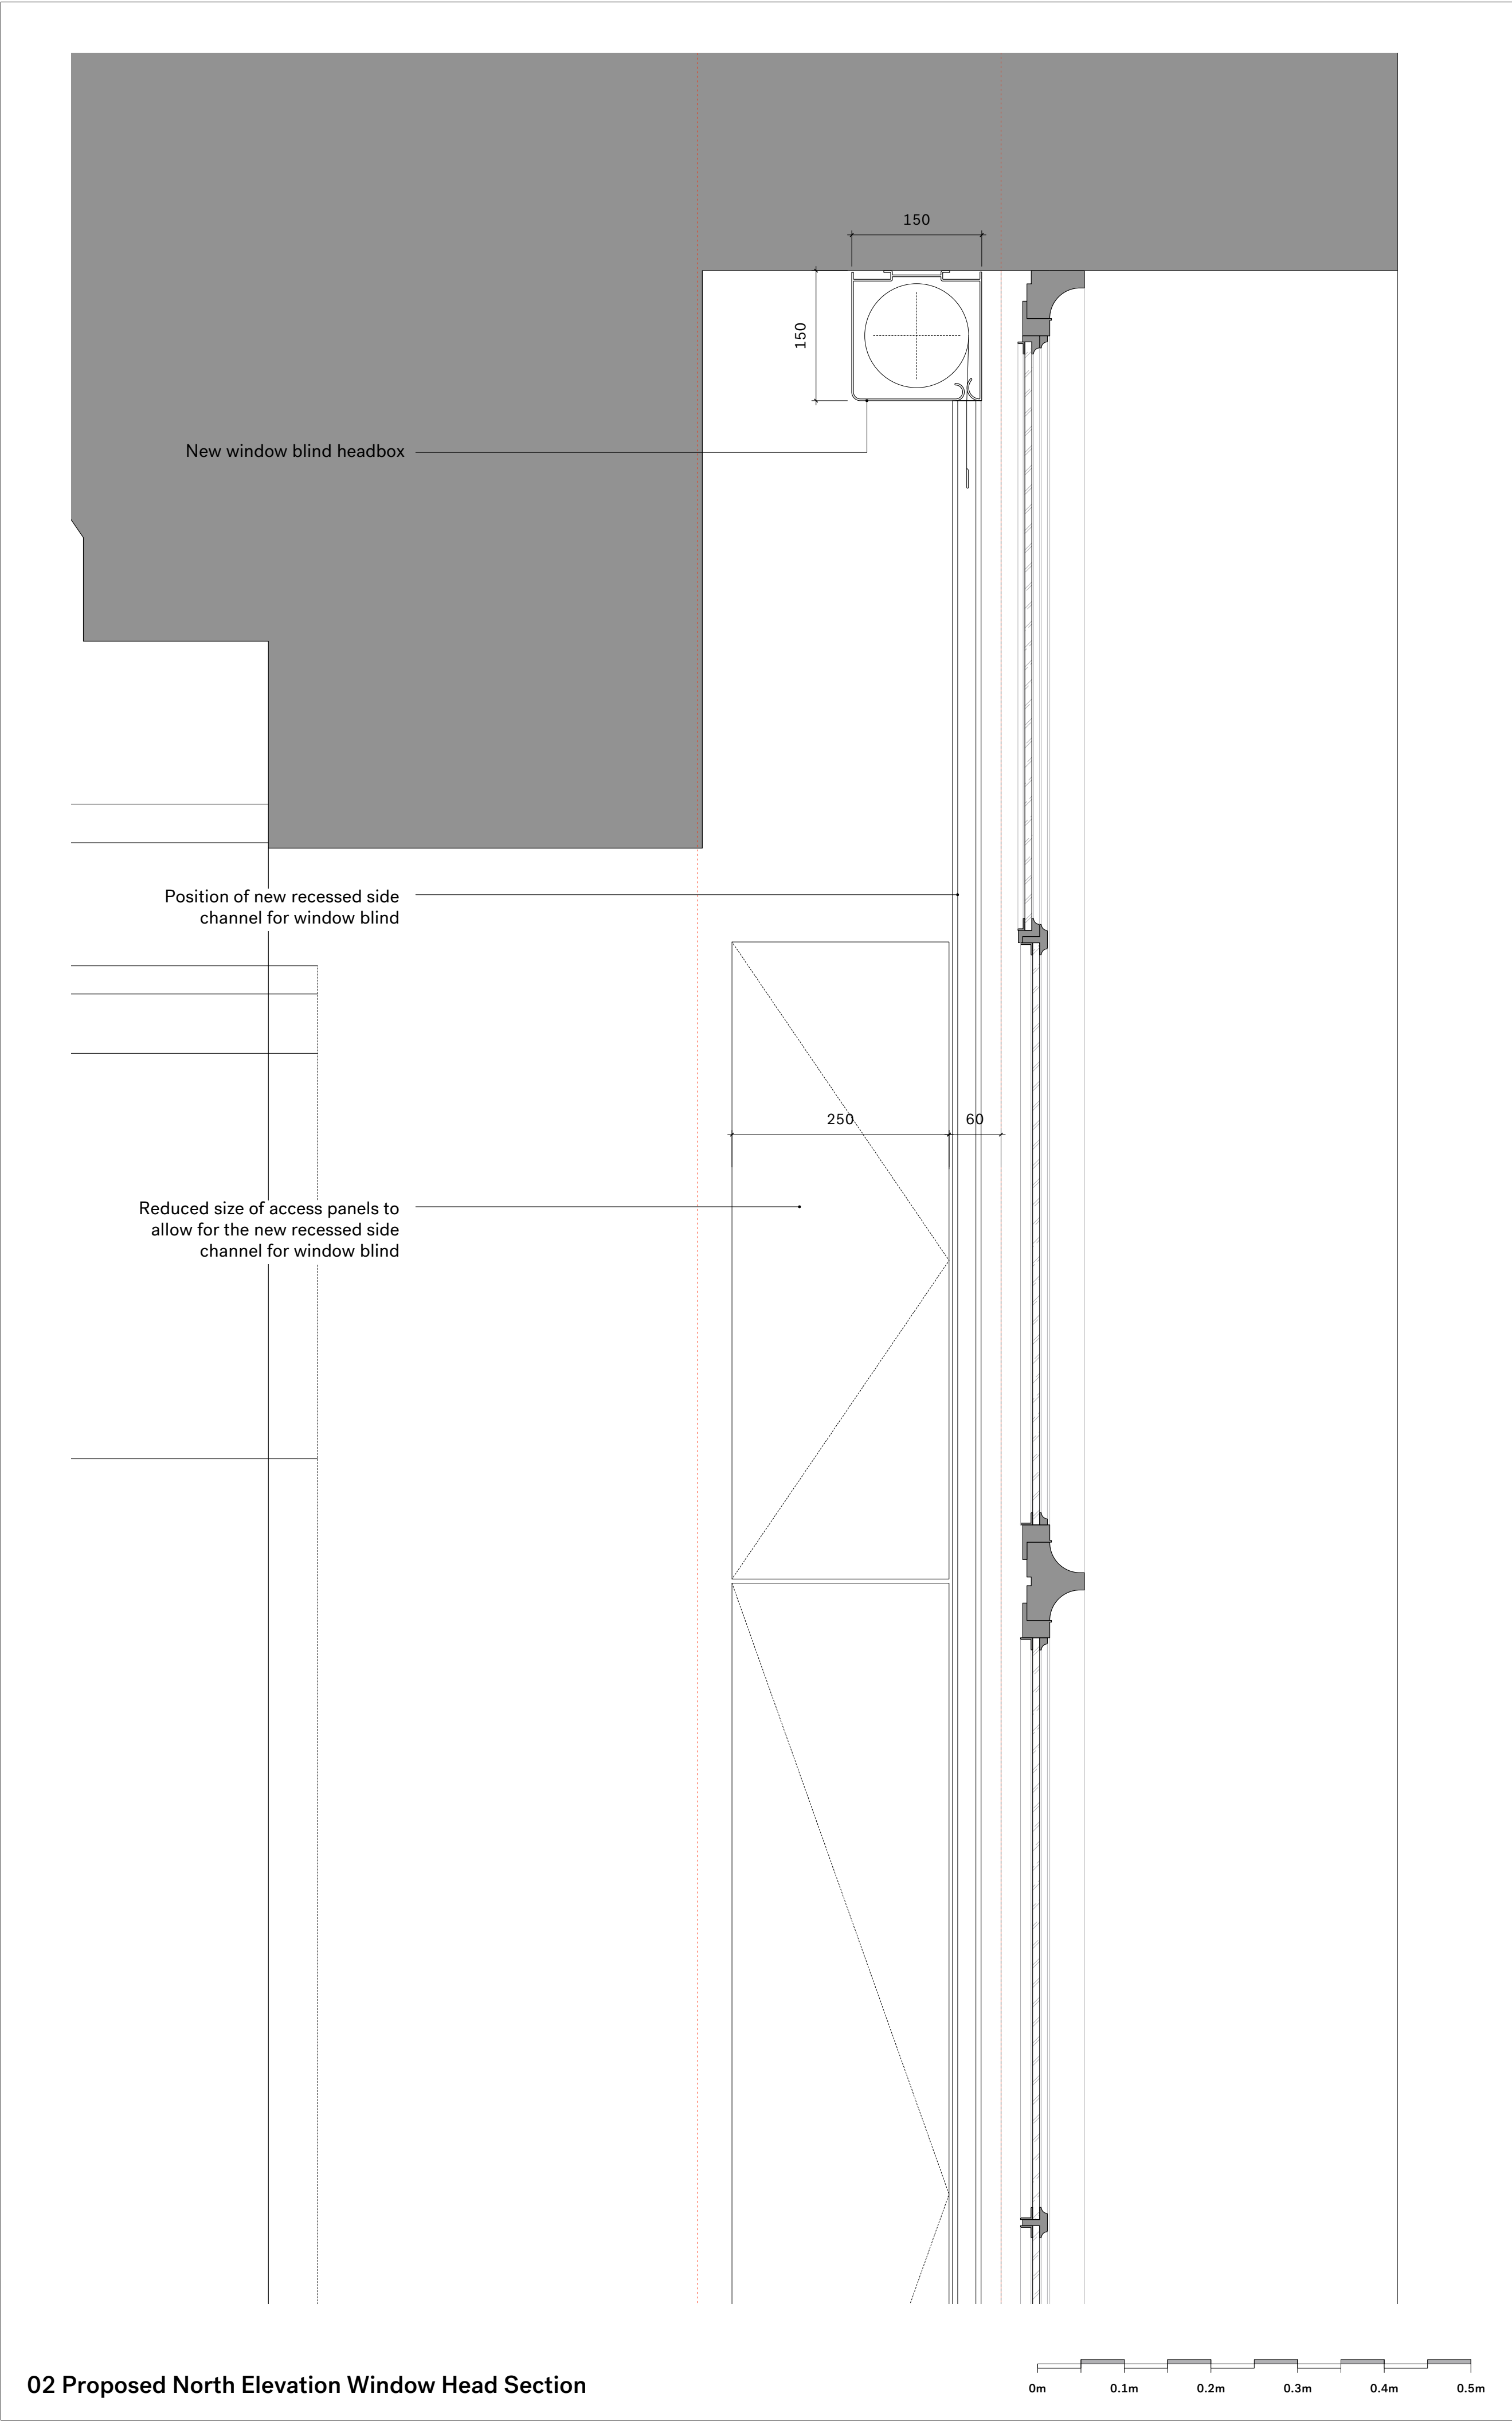 150
150
New window blind headbox
Position of new recessed side
channel for window blind
250
60
Reduced size of access panels to
allow for the new recessed side
channel for window blind
02 Proposed North Elevation Window Head Section
0m
0.1m
0.2m
0.3m
0.4m
0.5m